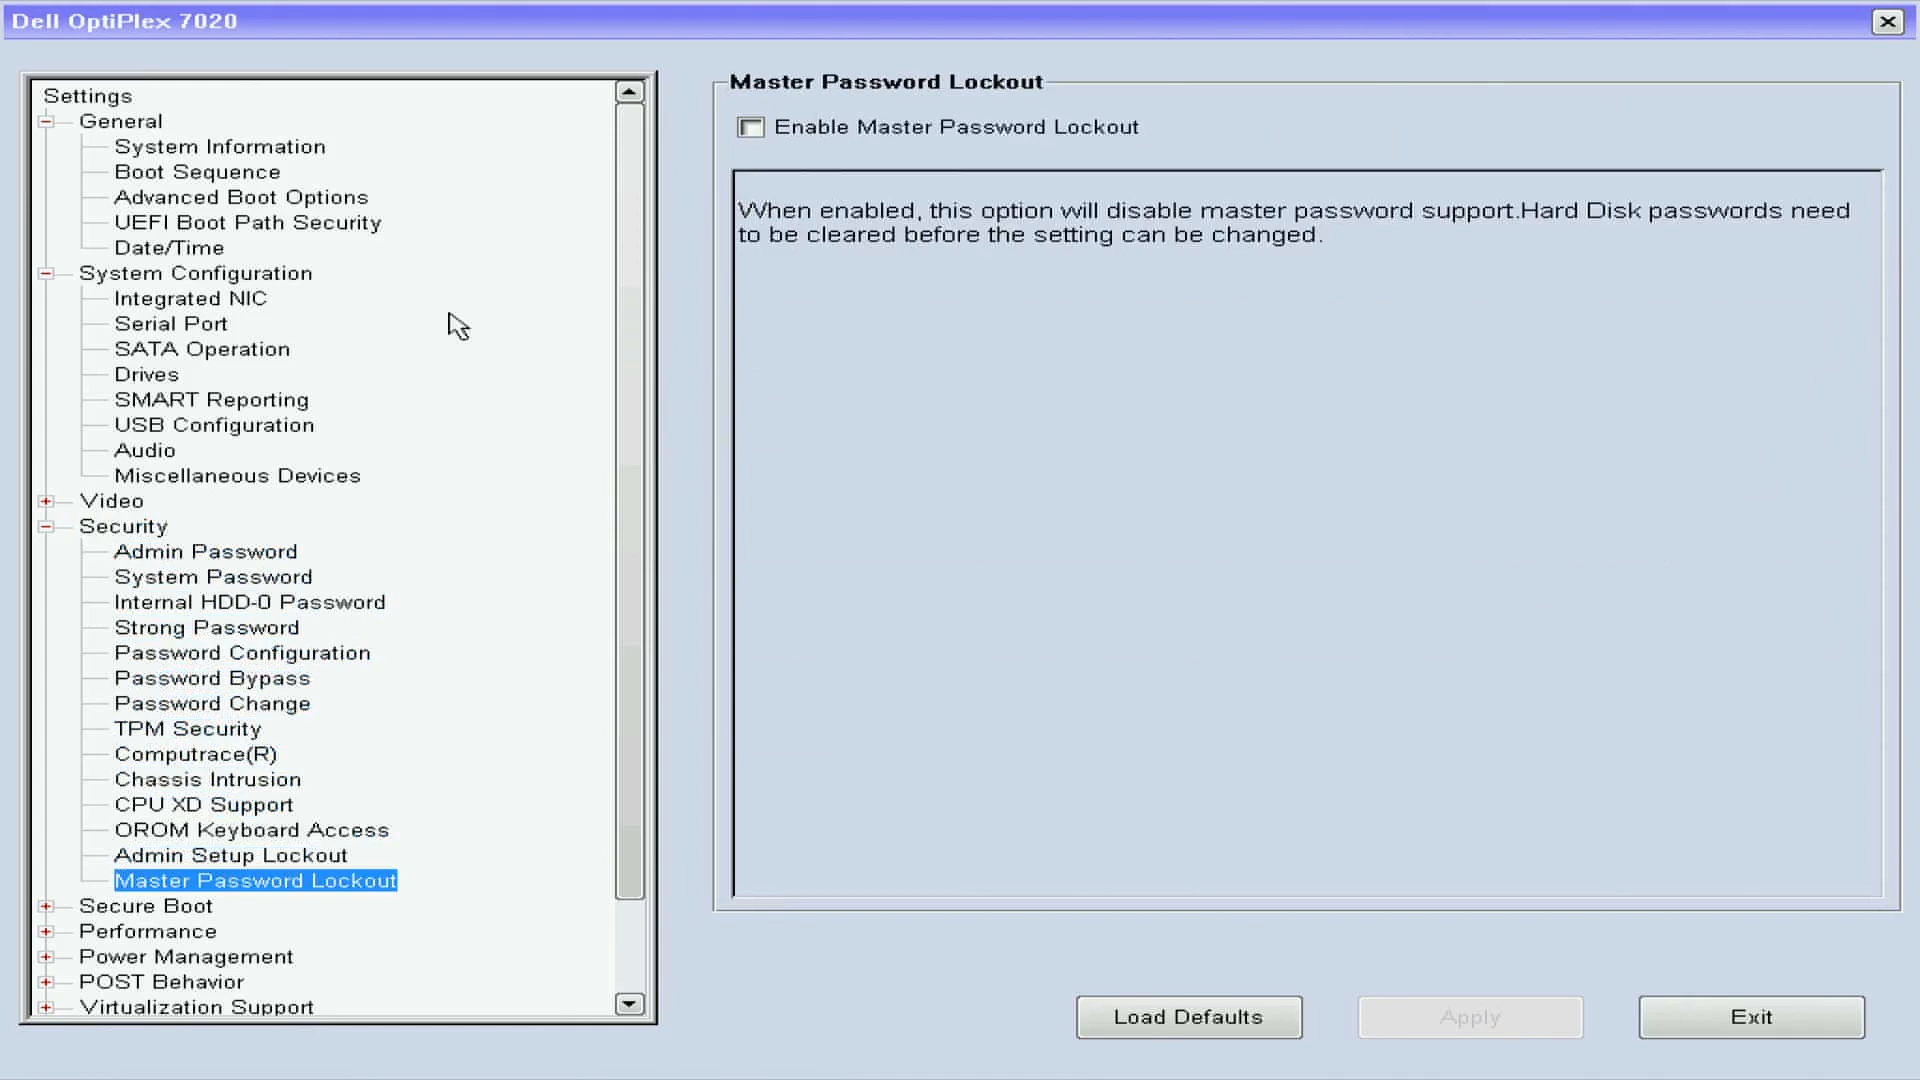 Dell OptiPlex 7020
Settings
General
System Information
Boot Sequence
Advanced Boot Options
UEFI Boot Path Security
Date/Time
System Configuration
Integrated NIC
Serial Port
SATA Operation
Drives
SMART Reporting
USB Configuration
Audio
Miscellaneous Devices
Video
Security
Admin Password
System Password
Internal HDD-0 Password
Strong Password
Password Configuration
Password Bypass
Password Change
TPM Security
Computrace(R)
Chassis Intrusion
CPU XD Support
OROM Keyboard Access
Admin Setup Lockout
Master Password Lockout
Secure Boot
Performance
Power Management
POST Behavior
Virtualization Support
Master Password Lockout
Enable Master Password Lockout
When enabled, this option will disable master password support.Hard Disk passwords need
to be cleared before the setting can be changed.
Load Defaults
Apply
Exit